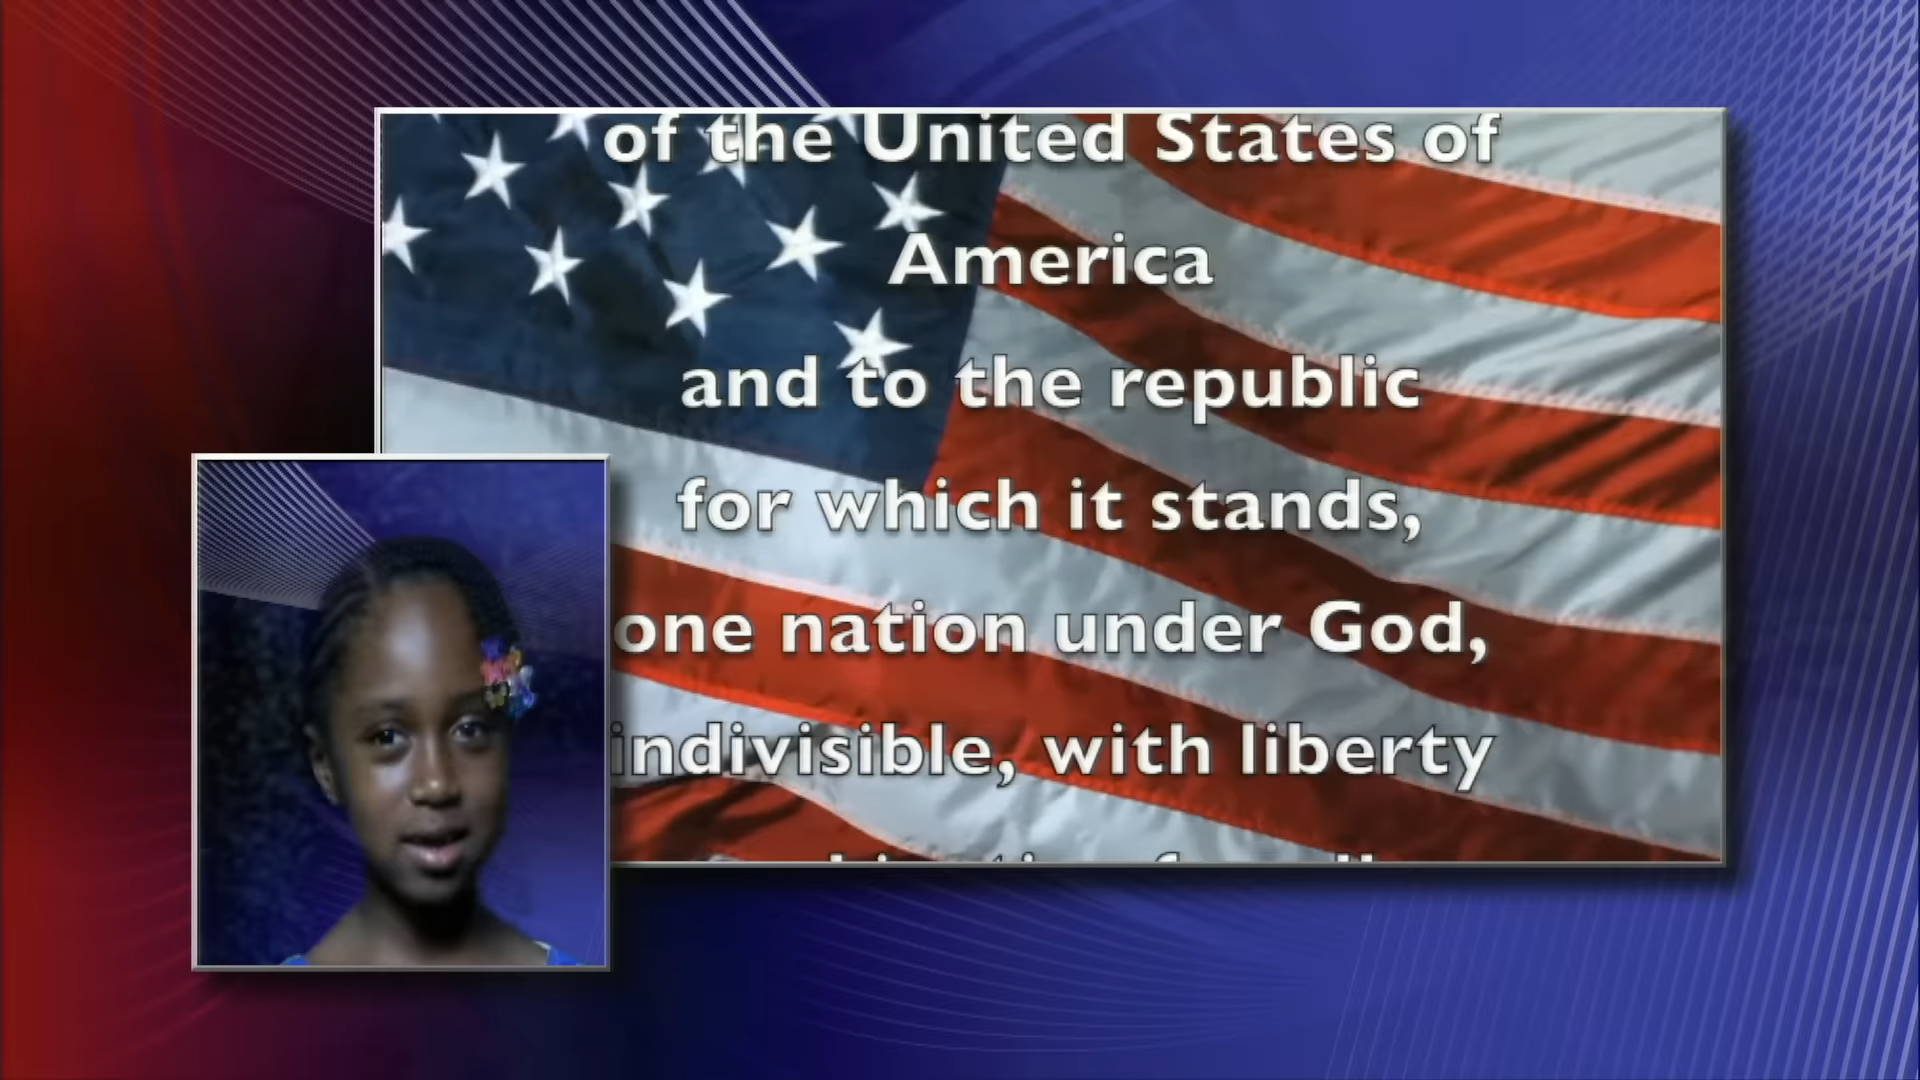 of the United States of
America
and to the republic
for which it stands,
one nation under God,
indivisible, with liberty